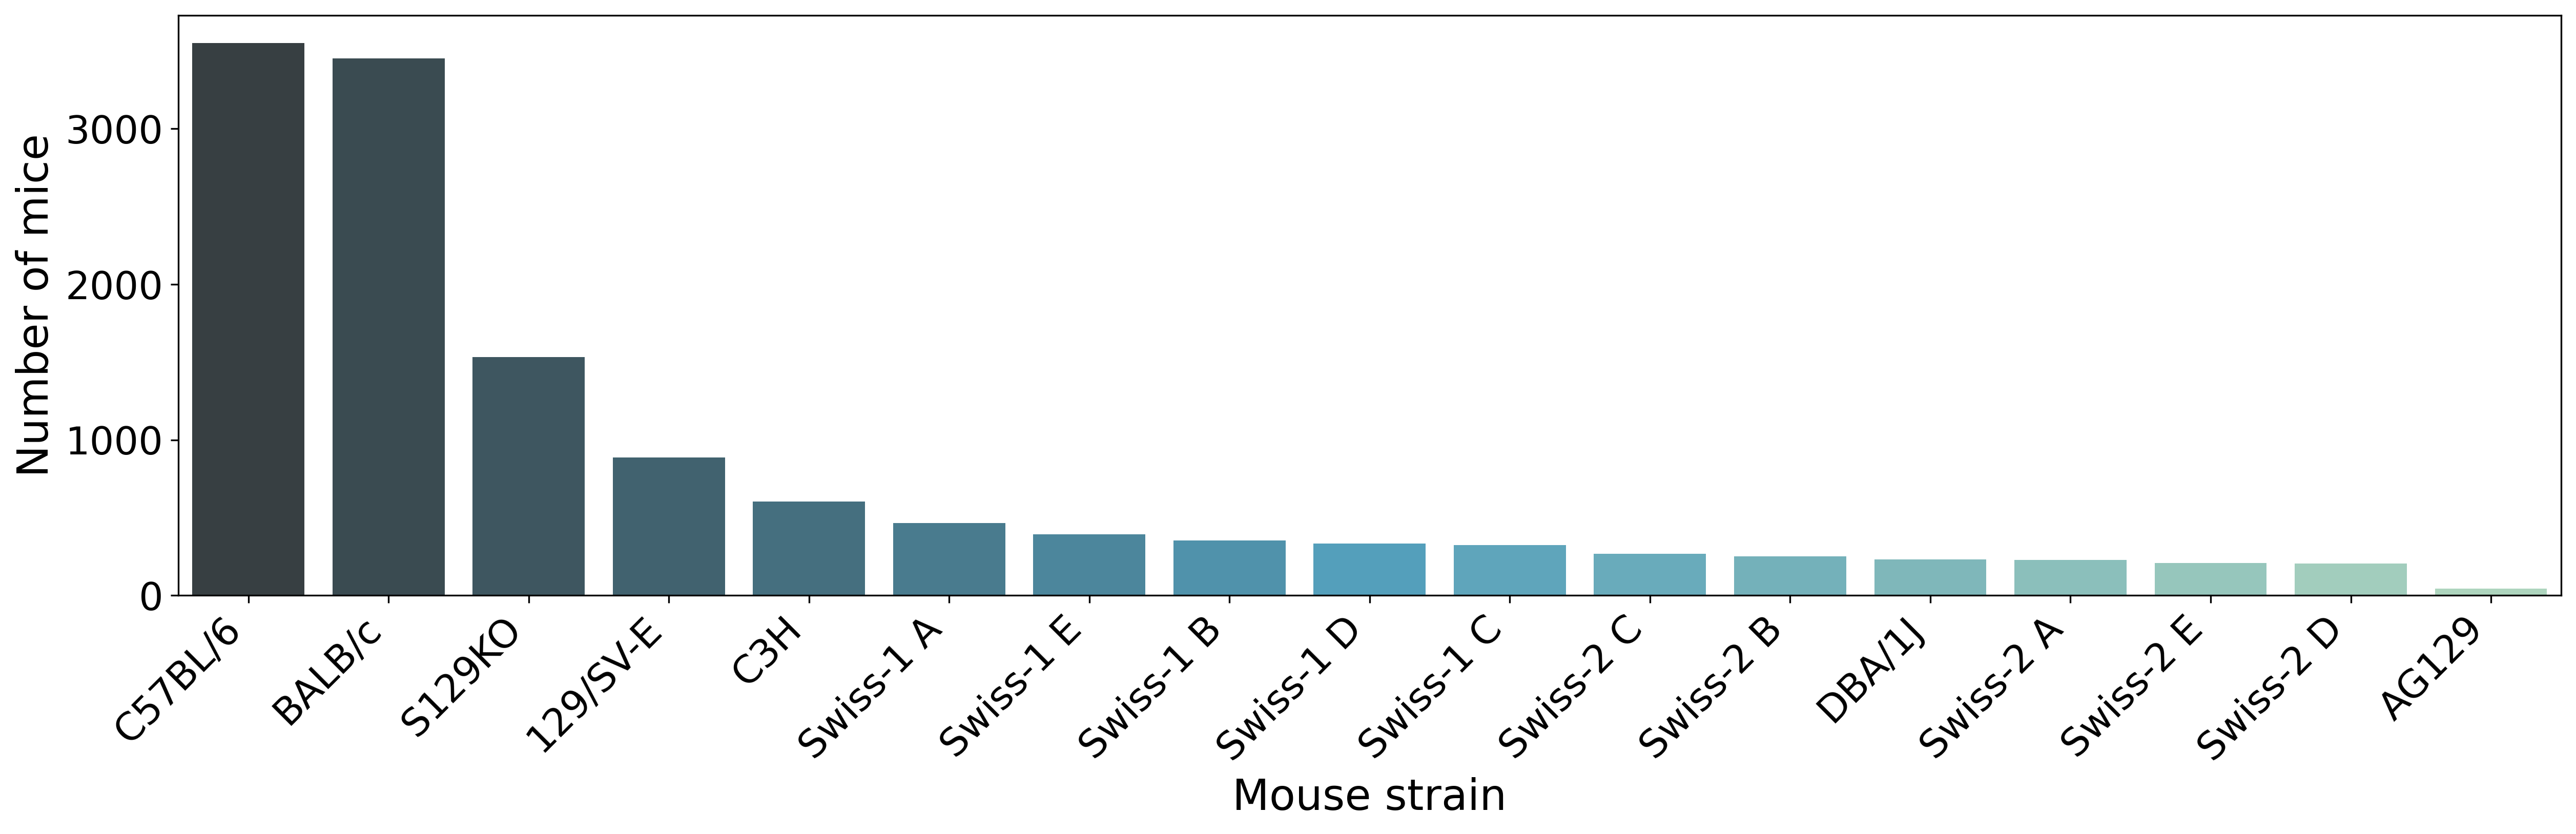 Number of mice
3000
2000
1000
0
C57BL/6
BALB/c
S129KO
129/SV-E
C3H
Swiss-1 A
Swiss-1 E
Swiss-1 B
Swiss-1 D
Swiss-1 C
Swiss-2 C
Swiss-2 B
DBA/1J
Swiss-2 A
Swiss-2 E
Swiss-2 D
AG129
Mouse strain